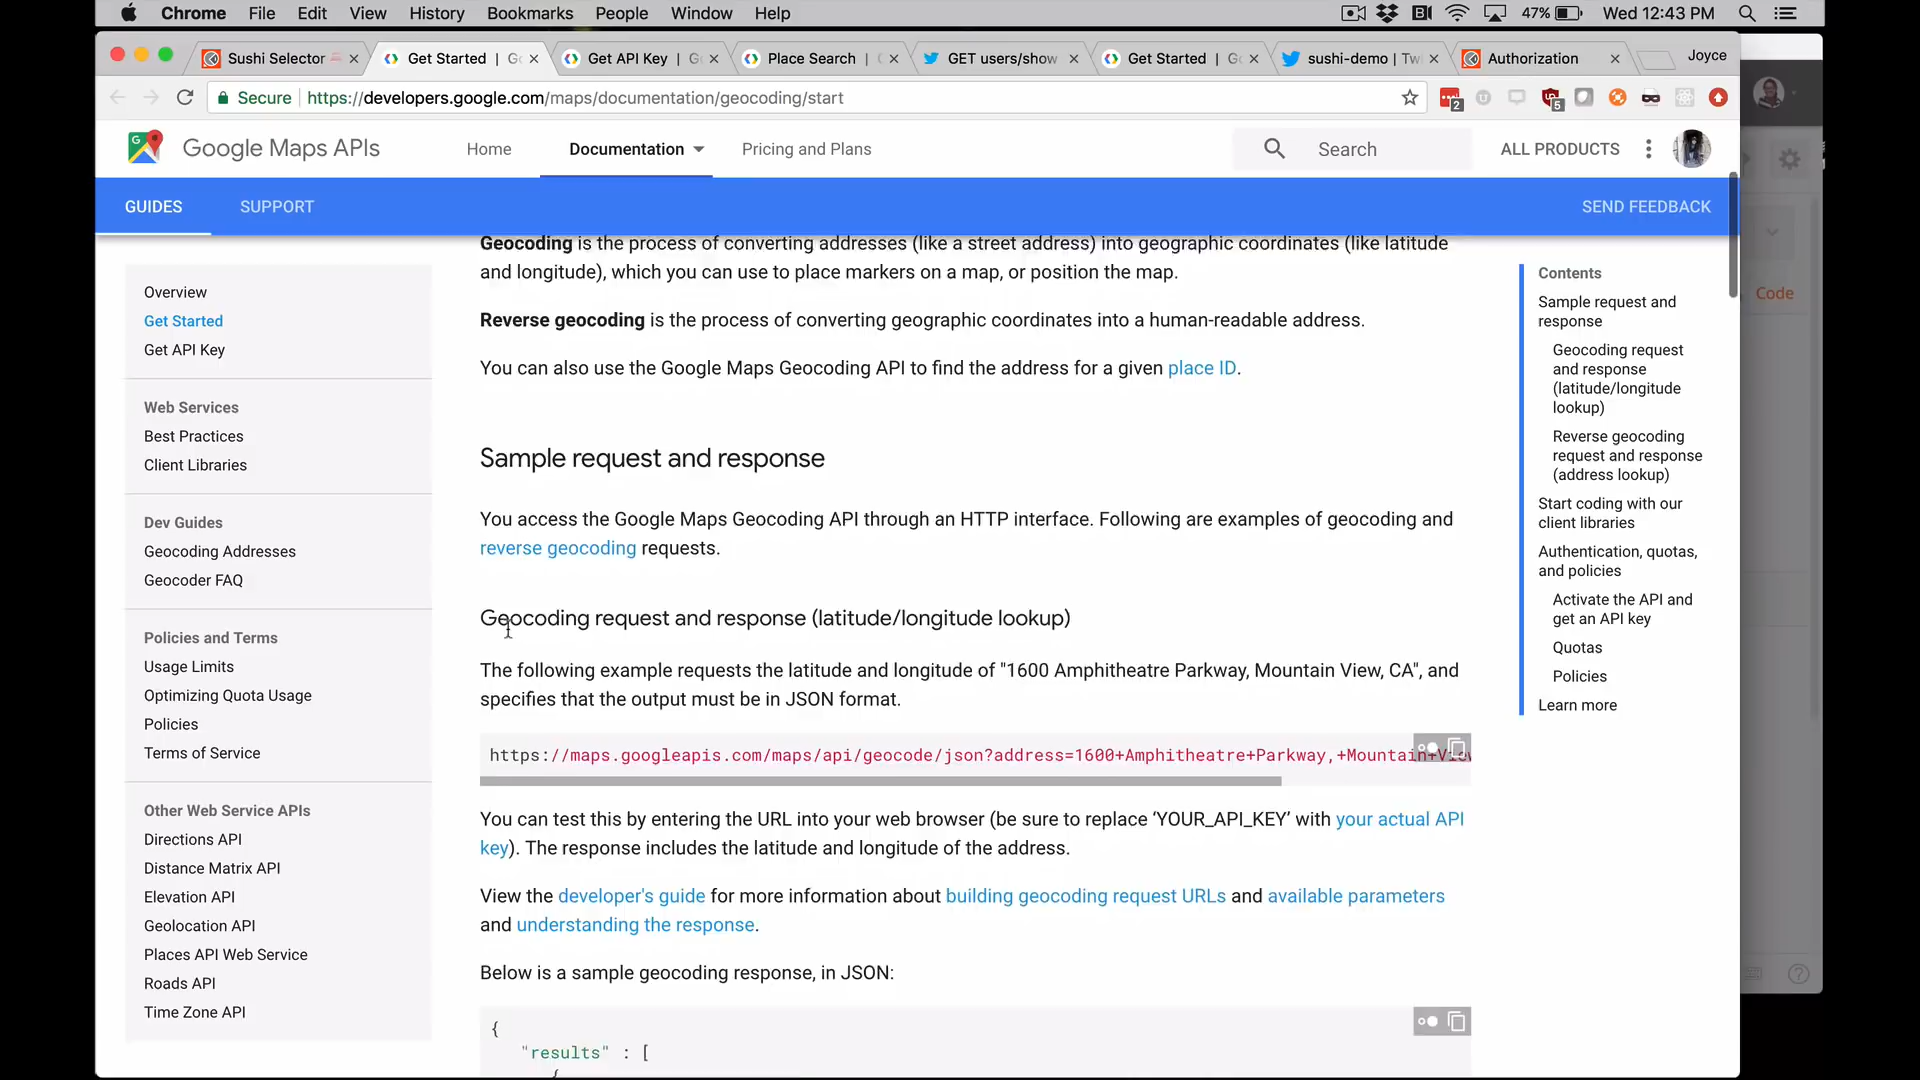 Chrome File Edit View History Bookmarks People Window Help 47% Wed 12:43 PM
Sushi Selector Get Started | Go Get API Key | Go Place Search | GET users/show Get Started | Go sushi-demo | Tw Authorization Joyce
Secure https://developers.google.com/maps/documentation/geocoding/start 2 5
Google Maps APIs Home Documentation Pricing and Plans Search ALL PRODUCTS
GUIDES SUPPORT SEND FEEDBACK
Overview
Get Started
Get API Key
Web Services
Best Practices
Client Libraries
Dev Guides
Geocoding Addresses
Geocoder FAQ
Policies and Terms
Usage Limits
Optimizing Quota Usage
Policies
Terms of Service
Other Web Service APIs
Directions API
Distance Matrix API
Elevation API
Geolocation API
Places API Web Service
Roads API
Time Zone API
Geocoding is the process of converting addresses (like a street address) into geographic coordinates (like latitude
and longitude), which you can use to place markers on a map, or position the map.
Reverse geocoding is the process of converting geographic coordinates into a human-readable address.
You can also use the Google Maps Geocoding API to find the address for a given place ID.
Sample request and response
You access the Google Maps Geocoding API through an HTTP interface. Following are examples of geocoding and
reverse geocoding requests.
Geocoding request and response (latitude/longitude lookup)
The following example requests the latitude and longitude of "1600 Amphitheatre Parkway, Mountain View, CA", and
specifies that the output must be in JSON format.
https://maps.googleapis.com/maps/api/geocode/json?address=1600+Amphitheatre+Parkway,+Mountain+View
You can test this by entering the URL into your web browser (be sure to replace ‘YOUR_API_KEY’ with your actual API
key). The response includes the latitude and longitude of the address.
View the developer's guide for more information about building geocoding request URLs and available parameters
and understanding the response.
Below is a sample geocoding response, in JSON:
{
"results" : [
{
Contents
Sample request and
response
Geocoding request
and response
(latitude/longitude
lookup)
Reverse geocoding
request and response
(address lookup)
Start coding with our
client libraries
Authentication, quotas,
and policies
Activate the API and
get an API key
Quotas
Policies
Learn more
Code